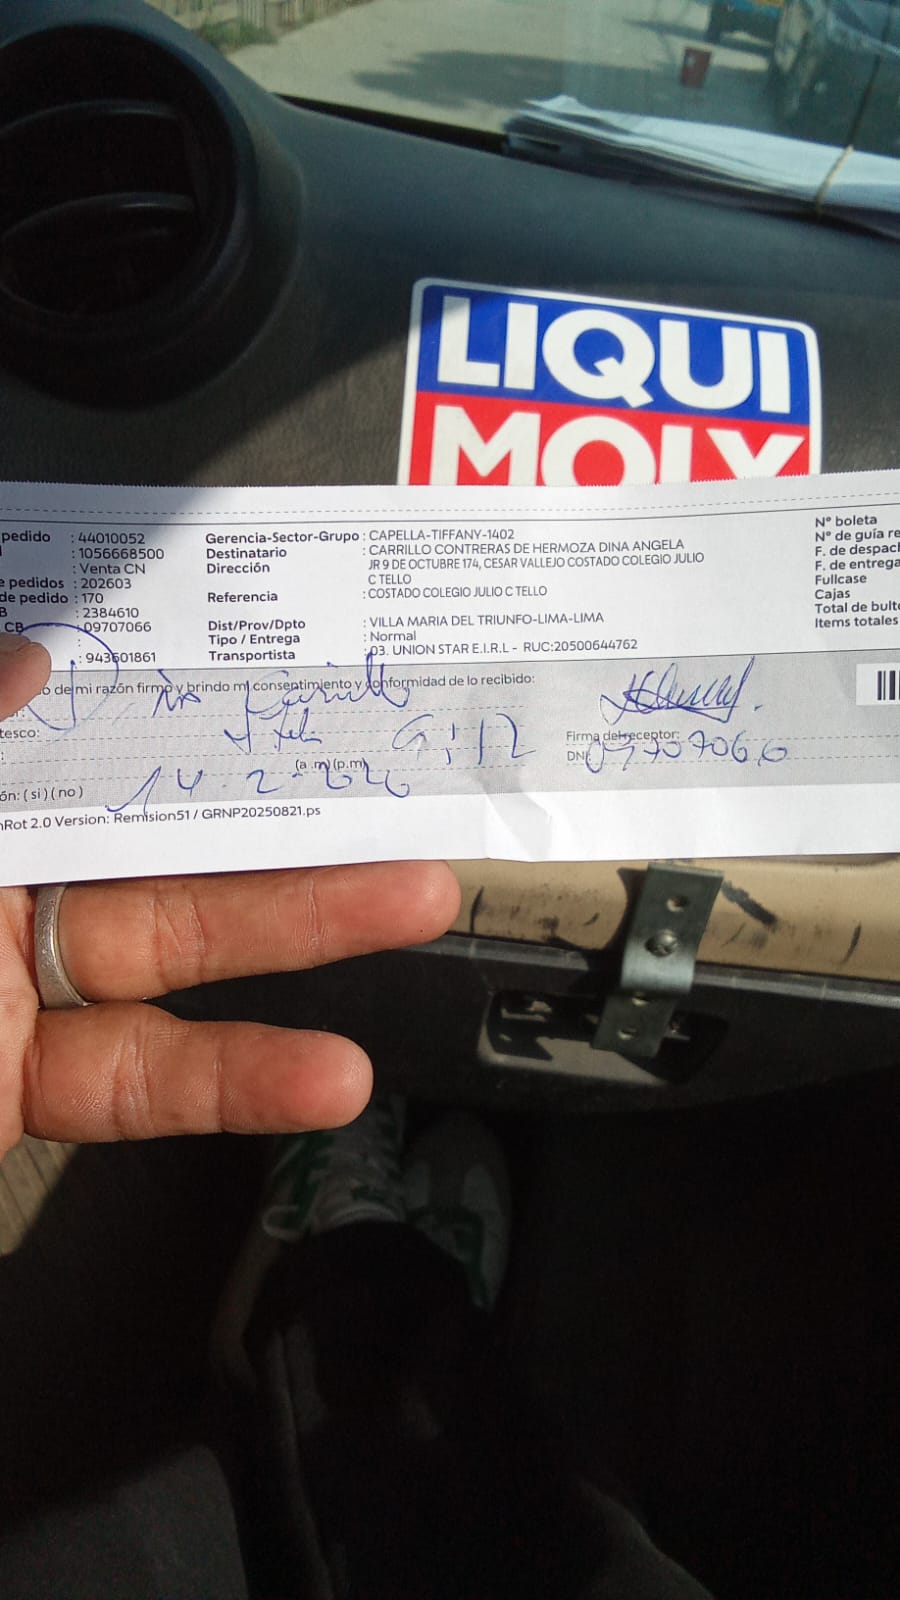 LIQUI
MOLY
pedido : 44010052
: 1056668500
: Venta CN
e pedidos : 202603
de pedido : 170
B : 2384610
CB : 09707066
:
: 943601861
Gerencia-Sector-Grupo : CAPELLA-TIFFANY-1402
Destinatario : CARRILLO CONTRERAS DE HERMOZA DINA ANGELA
Dirección JR 9 DE OCTUBRE 174, CESAR VALLEJO COSTADO COLEGIO JULIO
C TELLO
Referencia : COSTADO COLEGIO JULIO C TELLO
Dist/Prov/Dpto : VILLA MARIA DEL TRIUNFO-LIMA-LIMA
Tipo / Entrega : Normal
Transportista : 03. UNION STAR E.I.R.L - RUC:20500644762
N° boleta
N° de guía re
F. de despach
F. de entrega
Fullcase
Cajas
Total de bult
Items totales
o de mi razón firmo y brindo mi consentimiento y conformidad de lo recibido:
tesco:
9:12
Firma del receptor:
:
(a.m)(p.m)
DNI 09707066
ón: ( si ) ( no )
14 2 2026
nRot 2.0 Version: Remision51 / GRNP20250821.ps